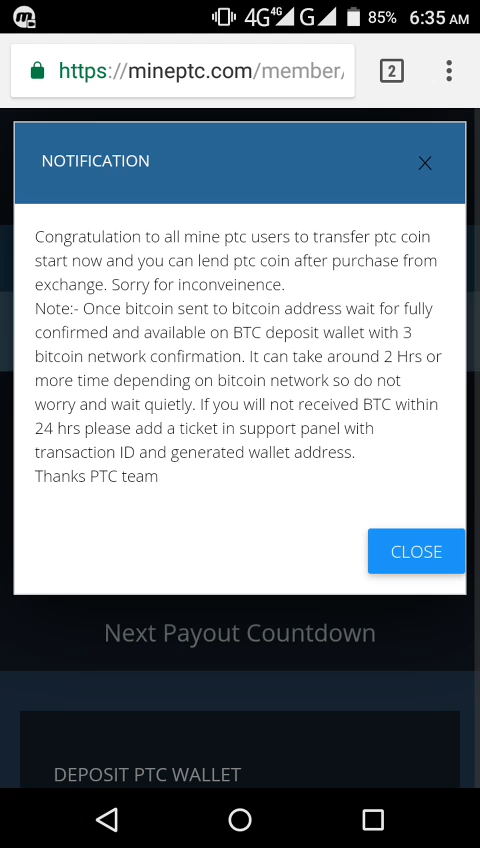 4G 4G G 85% 6:35 AM
https://mineptc.com/member/
2
NOTIFICATION
Congratulation to all mine ptc users to transfer ptc coin
start now and you can lend ptc coin after purchase from
exchange. Sorry for inconveinence.
Note:- Once bitcoin sent to bitcoin address wait for fully
confirmed and available on BTC deposit wallet with 3
bitcoin network confirmation. It can take around 2 Hrs or
more time depending on bitcoin network so do not
worry and wait quietly. If you will not received BTC within
24 hrs please add a ticket in support panel with
transaction ID and generated wallet address.
Thanks PTC team
CLOSE
Next Payout Countdown
DEPOSIT PTC WALLET